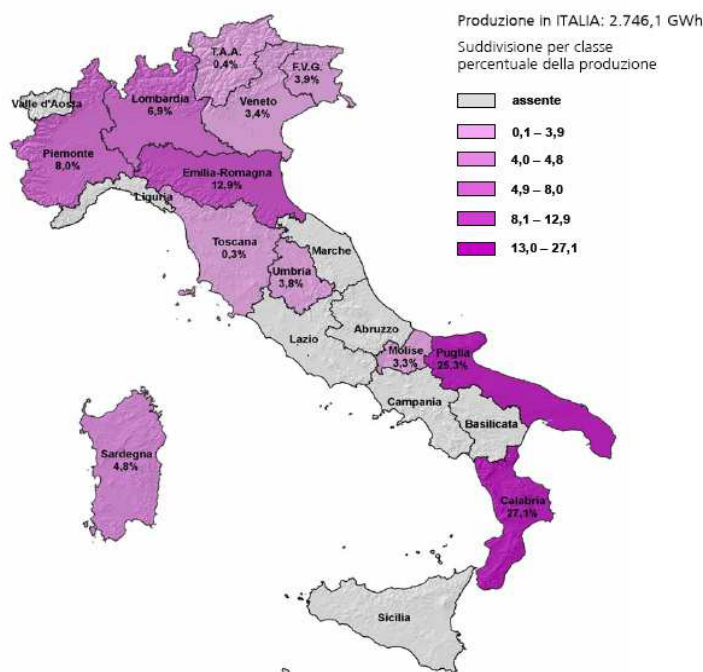 Produzione in ITALIA: 2.746,1 GWh
Suddivisione per classe
percentuale della produzione
assente
0,1 – 3,9
4,0 – 4,8
4,9 – 8,0
8,1 – 12,9
13,0 – 27,1
T.A.A.
0,4%
F.V.G.
3,9%
Valle d'Aosta
Lombardia
6,9%
Veneto
3,4%
Piemonte
8,0%
Emilia-Romagna
12,9%
Liguria
Toscana
0,3%
Marche
Umbria
3,8%
Abruzzo
Lazio
Molise
3,3%
Puglia
25,3%
Campania
Basilicata
Sardegna
4,8%
Calabria
27,1%
Sicilia